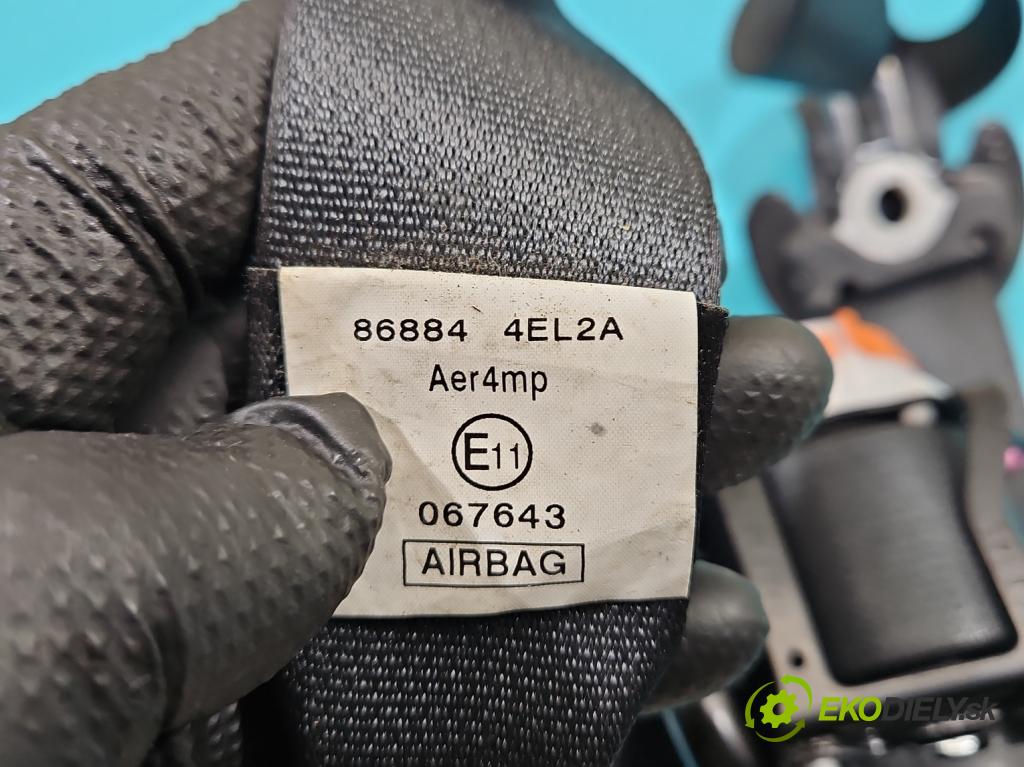 86884 4EL2A
Aer4mp
E11
067643
AIRBAG
EKODIELY.sk